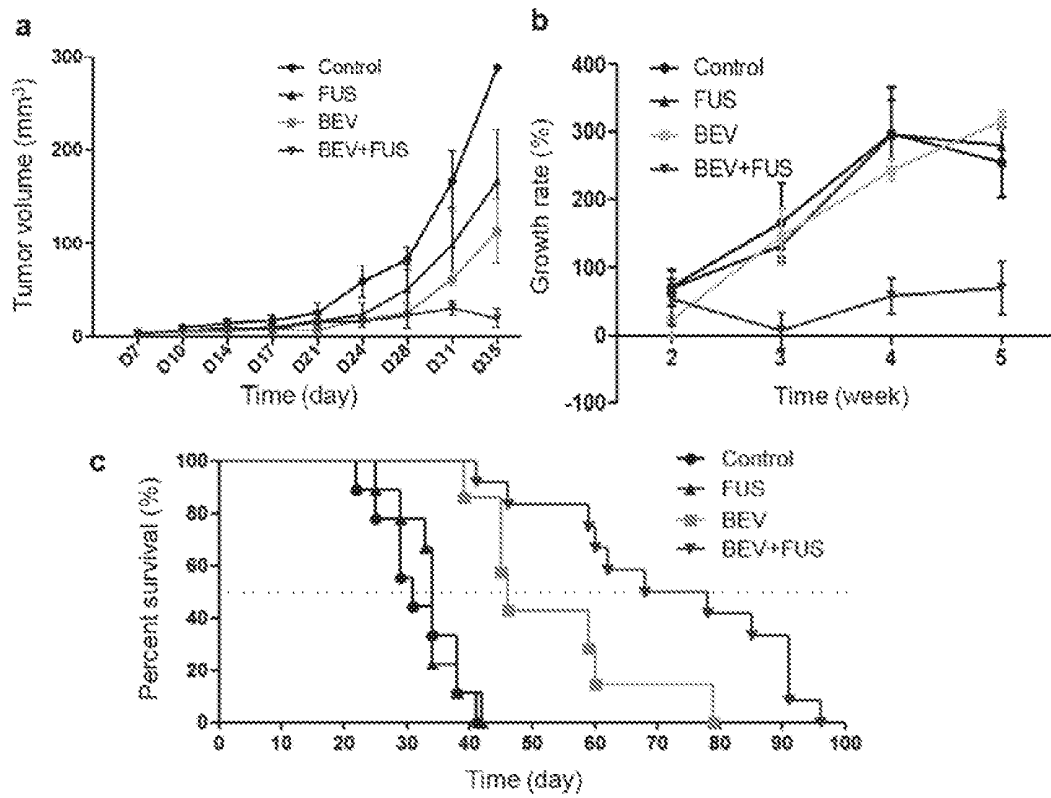 a
Tumor volume (mm³)
300
200
100
0
Control
FUS
BEV
BEV+FUS
D7
D10
D14
D17
D21
D24
D28
D31
D35
Time (day)
b
Growth rate (%)
400
300
200
100
0
-100
Control
FUS
BEV
BEV+FUS
2
3
4
5
Time (week)
c
Percent survival (%)
100
80
60
40
20
0
Control
FUS
BEV
BEV+FUS
0
10
20
30
40
50
60
70
80
90
100
Time (day)